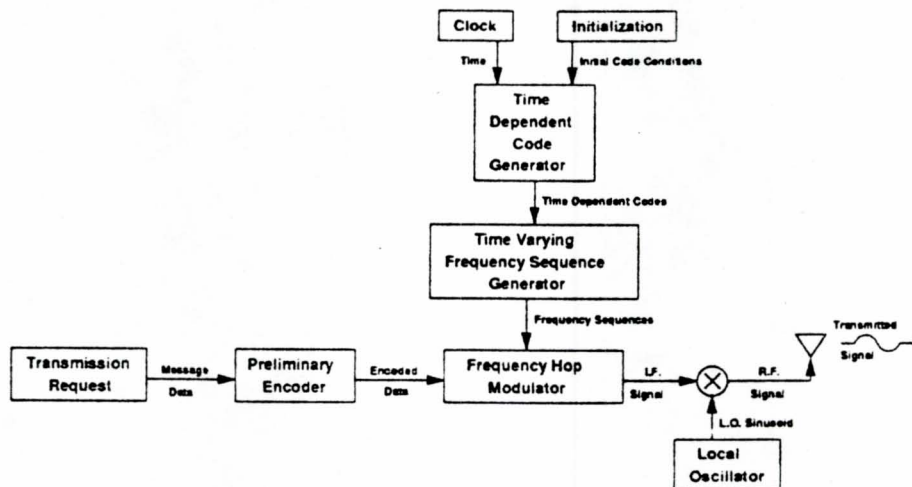 Clock
Initialization
Time
Initial Code Conditions
Time
Dependent
Code
Generator
Time Dependent Codes
Time Varying
Frequency Sequence
Generator
Frequency Sequences
Transmitted
Signal
Transmission
Request
Message
Data
Preliminary
Encoder
Encoded
Data
Frequency Hop
Modulator
I.F.
Signal
R.F.
Signal
L.O. Sinusoid
Local
Oscillator